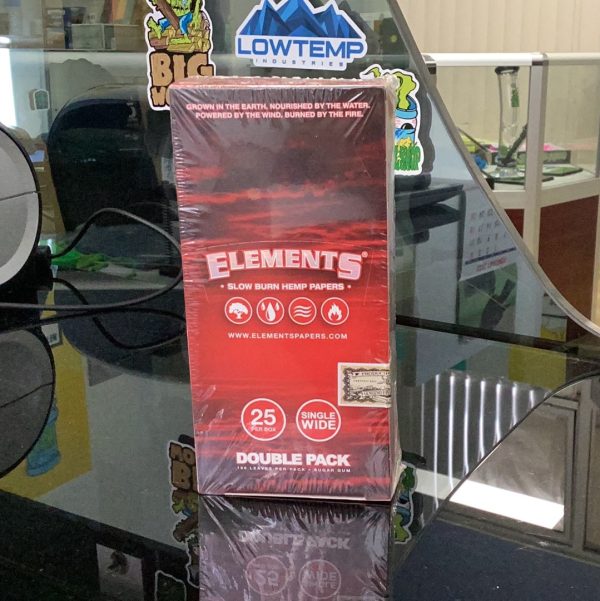 LOWTEMP
INDUSTRIES
BIG
GROWN IN THE EARTH. NOURISHED BY THE WATER.
POWERED BY THE WIND. BURNED BY THE FIRE.
ELEMENTS®
• SLOW BURN HEMP PAPERS •
WWW.ELEMENTSPAPERS.COM
25
PER BOX
SINGLE
WIDE
DOUBLE PACK
100 LEAVES PER PACK • SUGAR GUM